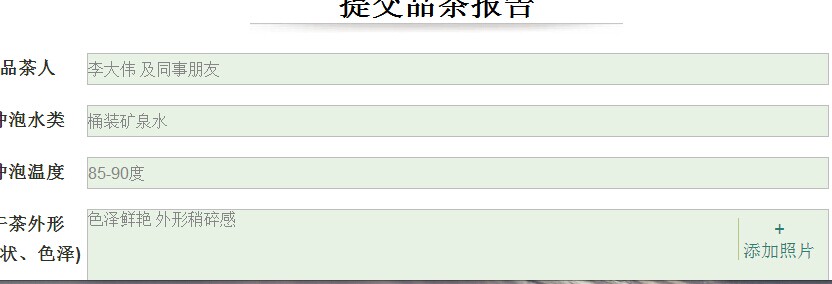 提交品茶报告
品茶人
李大伟 及同事朋友
冲泡水类
桶装矿泉水
冲泡温度
85-90度
干茶外形
状、色泽)
色泽鲜艳 外形稍碎感
+
添加照片